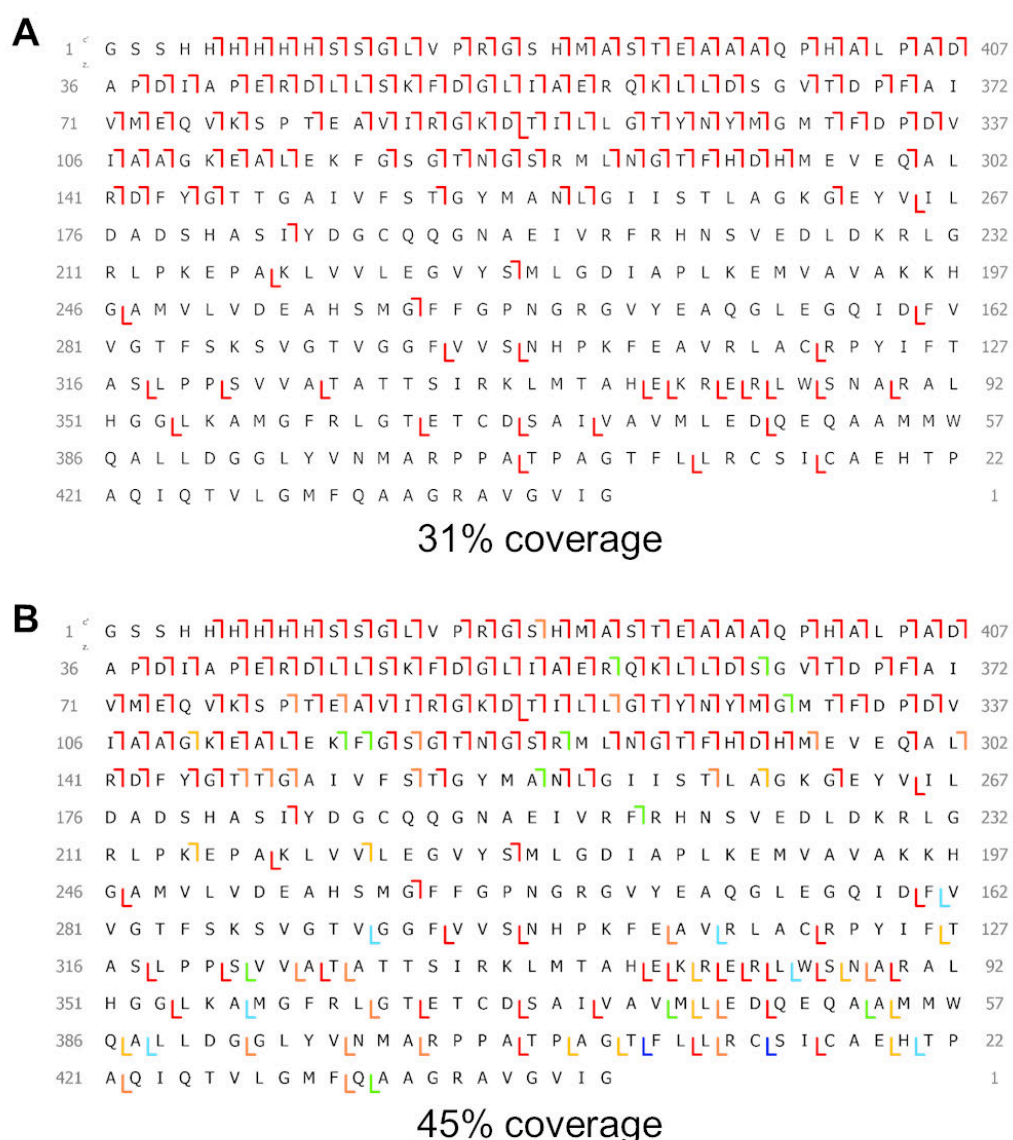 A
1 c' G S S H H H H H H S S G L V P R G S H M A S T E A A A Q P H A L P A D 407
z.
36 A P D I A P E R D L L S K F D G L I A E R Q K L L D S G V T D P F A I 372
71 V M E Q V K S P T E A V I R G K D T I L L G T Y N Y M G M T F D P D V 337
106 I A A G K E A L E K F G S G T N G S R M L N G T F H D H M E V E Q A L 302
141 R D F Y G T T G A I V F S T G Y M A N L G I I S T L A G K G E Y V I L 267
176 D A D S H A S I Y D G C Q Q G N A E I V R F R H N S V E D L D K R L G 232
211 R L P K E P A K L V V L E G V Y S M L G D I A P L K E M V A V A K K H 197
246 G A M V L V D E A H S M G F F G P N G R G V Y E A Q G L E G Q I D F V 162
281 V G T F S K S V G T V G G F V V S N H P K F E A V R L A C R P Y I F T 127
316 A S L P P S V V A T A T T S I R K L M T A H E K R E R L W S N A R A L 92
351 H G G L K A M G F R L G T E T C D S A I V A V M L E D Q E Q A A M M W 57
386 Q A L L D G G L Y V N M A R P P A T P A G T F L L R C S I C A E H T P 22
421 A Q I Q T V L G M F Q A A G R A V G V I G 1
31% coverage
B
1 c' G S S H H H H H H S S G L V P R G S H M A S T E A A A Q P H A L P A D 407
z.
36 A P D I A P E R D L L S K F D G L I A E R Q K L L D S G V T D P F A I 372
71 V M E Q V K S P T E A V I R G K D T I L L G T Y N Y M G M T F D P D V 337
106 I A A G K E A L E K F G S G T N G S R M L N G T F H D H M E V E Q A L 302
141 R D F Y G T T G A I V F S T G Y M A N L G I I S T L A G K G E Y V I L 267
176 D A D S H A S I Y D G C Q Q G N A E I V R F R H N S V E D L D K R L G 232
211 R L P K E P A K L V V L E G V Y S M L G D I A P L K E M V A V A K K H 197
246 G A M V L V D E A H S M G F F G P N G R G V Y E A Q G L E G Q I D F V 162
281 V G T F S K S V G T V G G F V V S N H P K F E A V R L A C R P Y I F T 127
316 A S L P P S V V A T A T T S I R K L M T A H E K R E R L W S N A R A L 92
351 H G G L K A M G F R L G T E T C D S A I V A V M L E D Q E Q A A M M W 57
386 Q A L L D G G L Y V N M A R P P A T P A G T F L L R C S I C A E H T P 22
421 A Q I Q T V L G M F Q A A G R A V G V I G 1
45% coverage